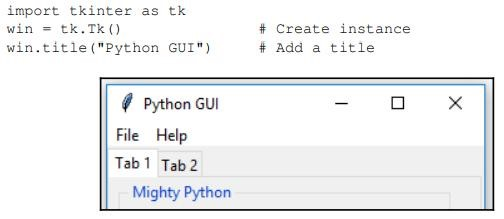 import tkinter as tk
win = tk.Tk()                # Create instance
win.title("Python GUI")      # Add a title
Python GUI
File Help
Tab 1 Tab 2
Mighty Python